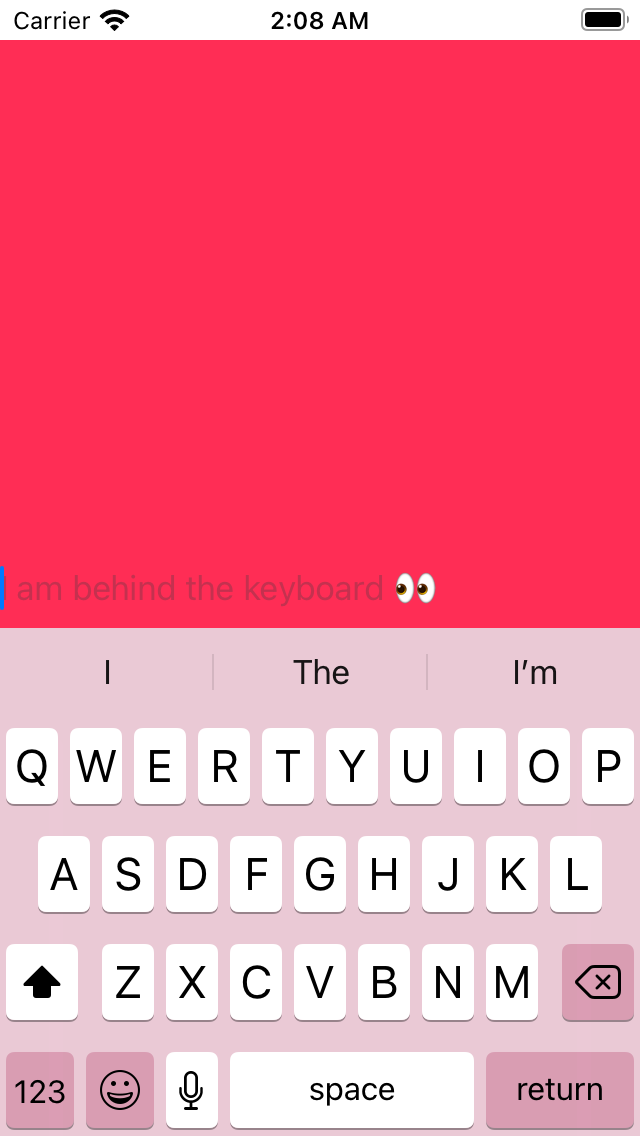 Carrier 2:08 AM
am behind the keyboard 👀
I The I’m
Q W E R T Y U I O P
A S D F G H J K L
Z X C V B N M
123 space return